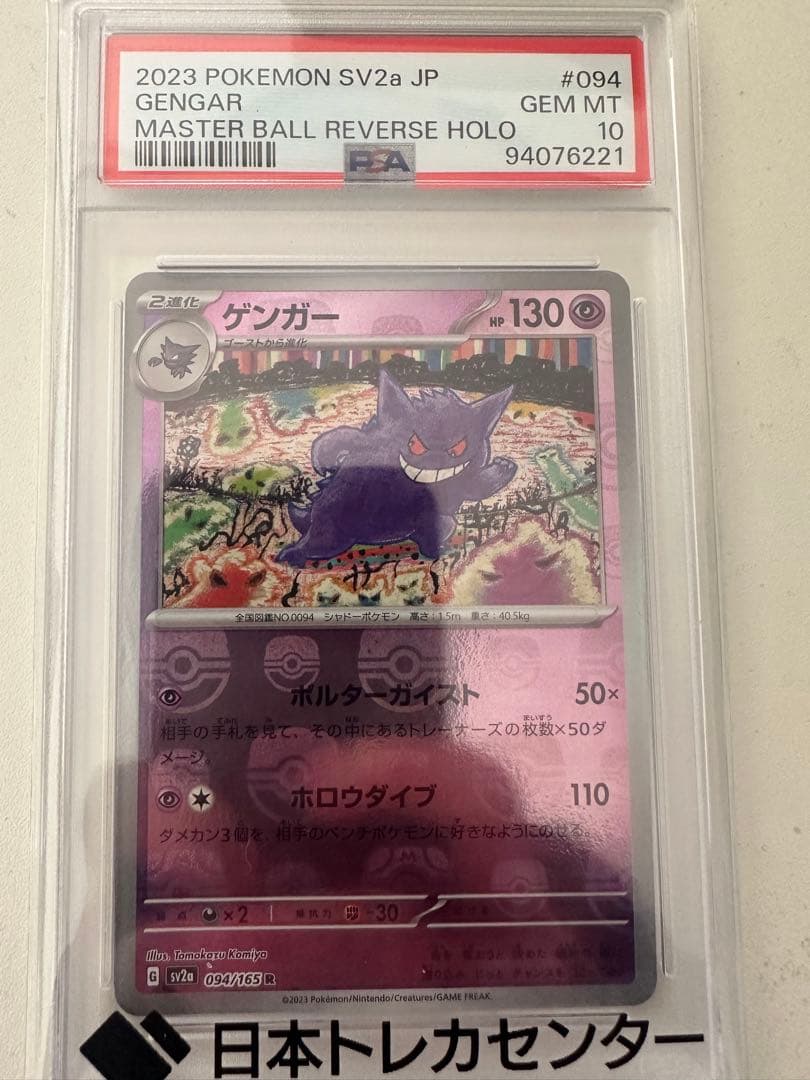 2023 POKEMON SV2a JP #094
GENGAR GEM MT
MASTER BALL REVERSE HOLO 10
PSA 94076221
2進化 ゲンガー HP 130
ゴーストから進化
全国図鑑NO.0094 シャドーポケモン 高さ:1.5m 重さ:40.5kg
ポルターガイスト 50×
相手の手札を見て、その中にあるトレーナーズの枚数×50ダ
メージ。
ホロウダイブ 110
ダメカン3個を、相手のベンチポケモンに好きなようにのせる。
弱点 ×2 抵抗力 -30
Illus. Tomokazu Komiya
G sv2a 094/165 R
©2023 Pokémon/Nintendo/Creatures/GAME FREAK.
日本トレカセンター